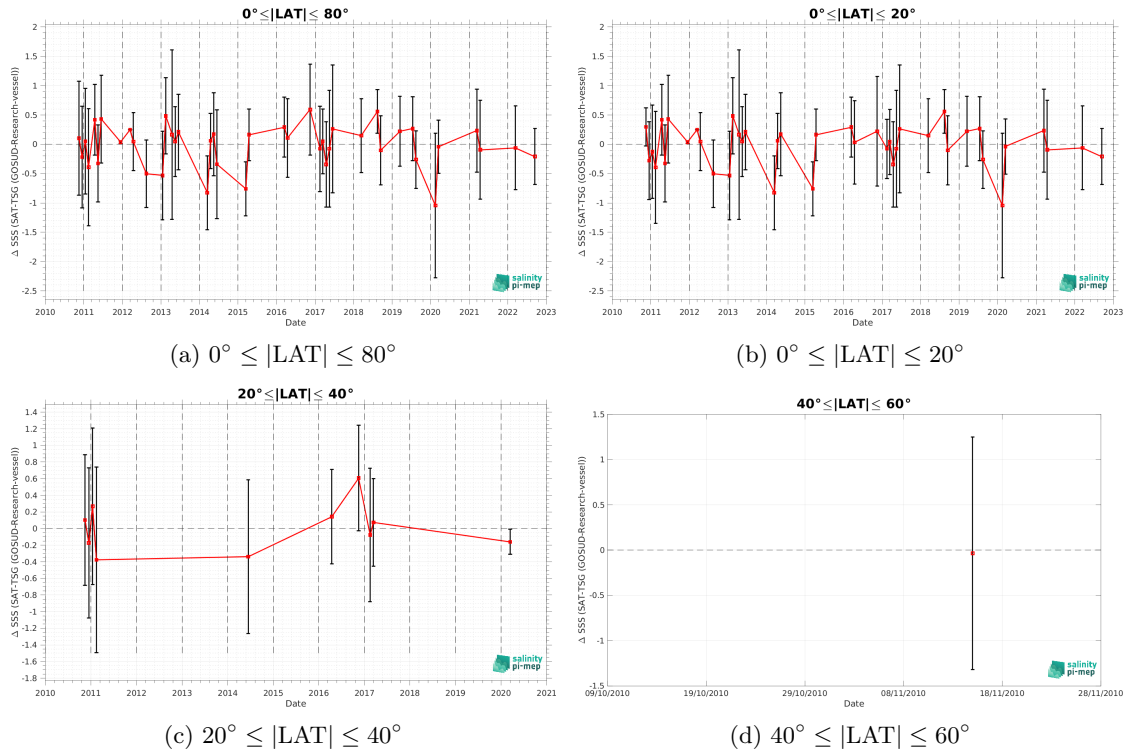 0°≤|LAT|≤ 80°
Δ SSS (SAT-TSG (GOSUD-Research-vessel))
2
1.5
1
0.5
0
-0.5
-1
-1.5
-2
-2.5
2010 2011 2012 2013 2014 2015 2016 2017 2018 2019 2020 2021 2022 2023
Date
salinity
pi-mep
(a) 0° ≤ |LAT| ≤ 80°
0°≤|LAT|≤ 20°
Δ SSS (SAT-TSG (GOSUD-Research-vessel))
2
1.5
1
0.5
0
-0.5
-1
-1.5
-2
-2.5
2010 2011 2012 2013 2014 2015 2016 2017 2018 2019 2020 2021 2022 2023
Date
salinity
pi-mep
(b) 0° ≤ |LAT| ≤ 20°
20°≤|LAT|≤ 40°
Δ SSS (SAT-TSG (GOSUD-Research-vessel))
1.4
1.2
1
0.8
0.6
0.4
0.2
0
-0.2
-0.4
-0.6
-0.8
-1
-1.2
-1.4
-1.6
-1.8
2010 2011 2012 2013 2014 2015 2016 2017 2018 2019 2020 2021
Date
salinity
pi-mep
(c) 20° ≤ |LAT| ≤ 40°
40°≤|LAT|≤ 60°
Δ SSS (SAT-TSG (GOSUD-Research-vessel))
1.5
1
0.5
0
-0.5
-1
-1.5
09/10/2010 19/10/2010 29/10/2010 08/11/2010 18/11/2010 28/11/2010
Date
salinity
pi-mep
(d) 40° ≤ |LAT| ≤ 60°